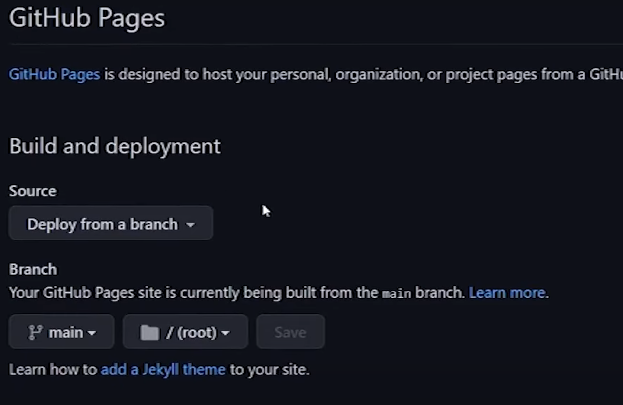 GitHub Pages
GitHub Pages is designed to host your personal, organization, or project pages from a GitHu
Build and deployment
Source
Deploy from a branch
Branch
Your GitHub Pages site is currently being built from the main branch. Learn more.
main / (root) Save
Learn how to add a Jekyll theme to your site.